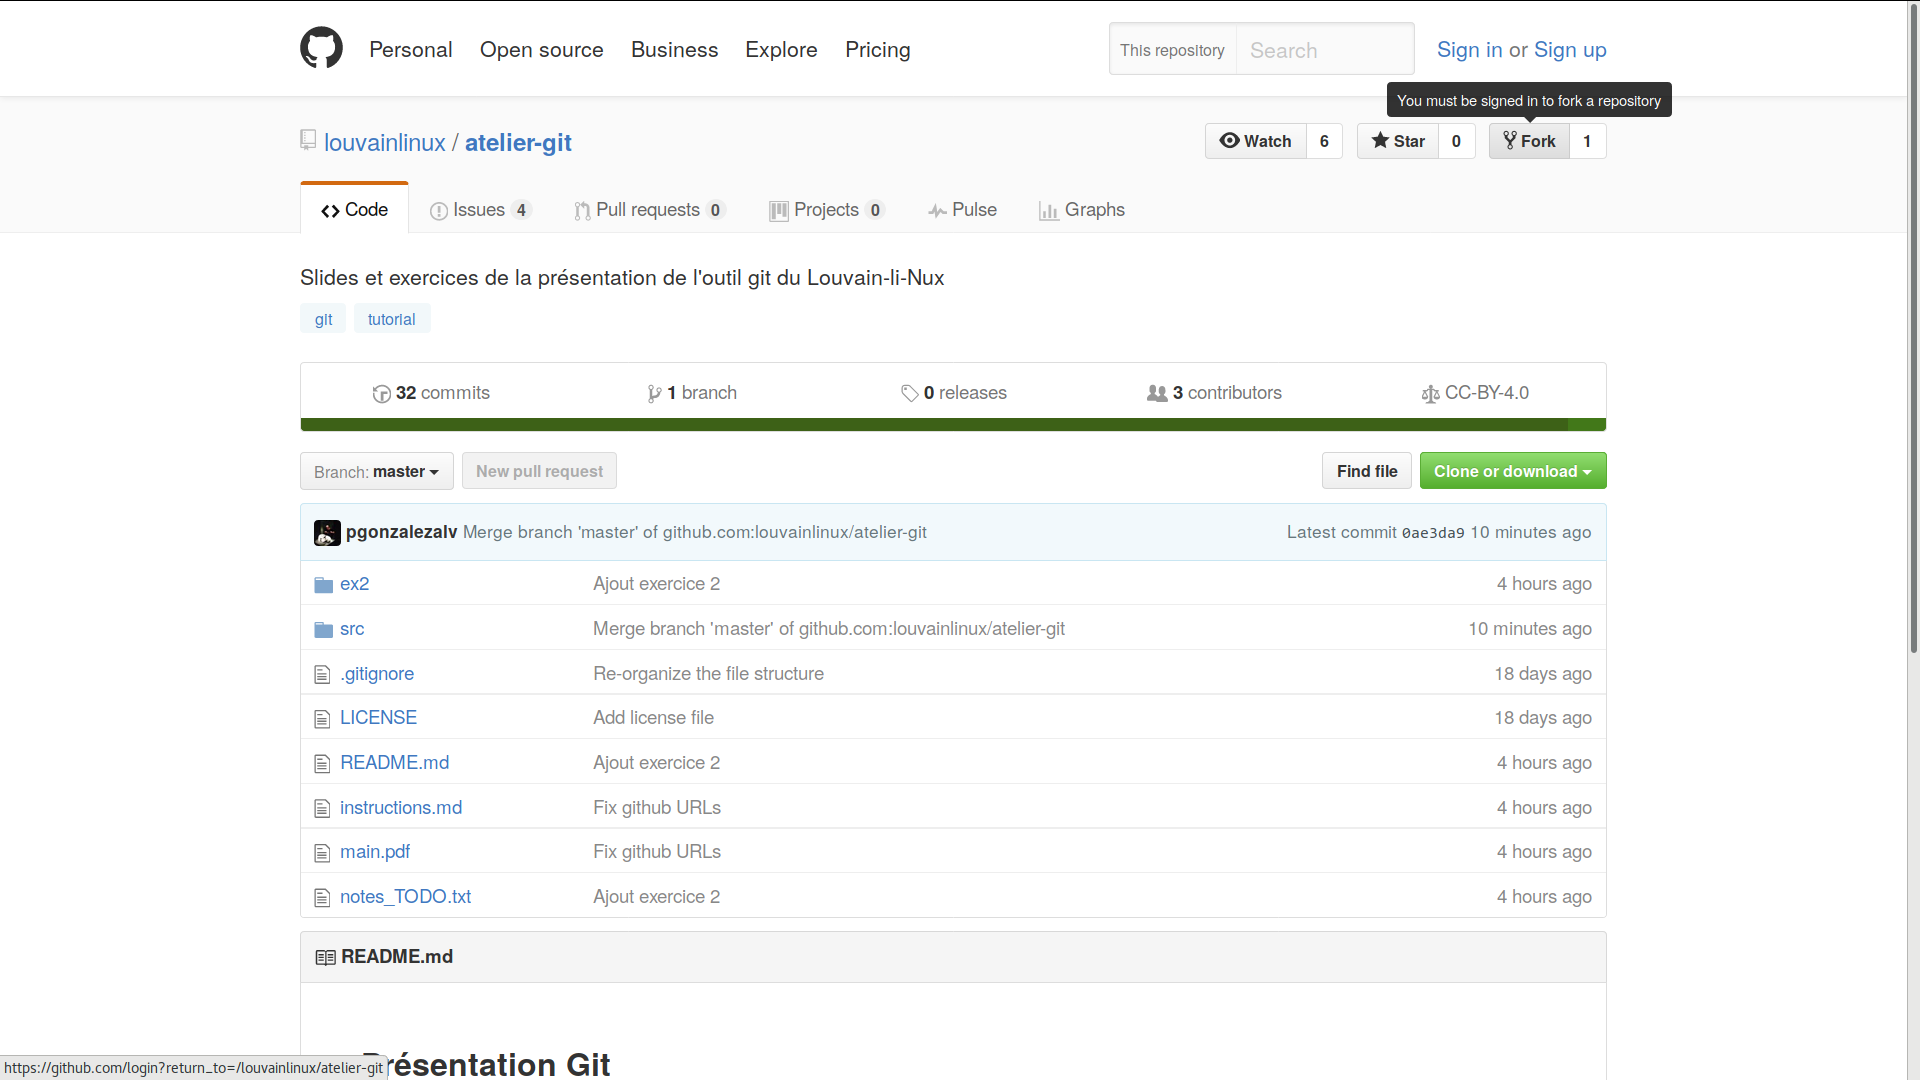 Personal Open source Business Explore Pricing This repository Search Sign in or Sign up
You must be signed in to fork a repository
louvainlinux / atelier-git Watch 6 Star 0 Fork 1
Code Issues 4 Pull requests 0 Projects 0 Pulse Graphs
Slides et exercices de la présentation de l'outil git du Louvain-li-Nux
git tutorial
32 commits 1 branch 0 releases 3 contributors CC-BY-4.0
Branch: master New pull request Find file Clone or download
pgonzalezalv Merge branch 'master' of github.com:louvainlinux/atelier-git Latest commit 0ae3da9 10 minutes ago
ex2 Ajout exercice 2 4 hours ago
src Merge branch 'master' of github.com:louvainlinux/atelier-git 10 minutes ago
.gitignore Re-organize the file structure 18 days ago
LICENSE Add license file 18 days ago
README.md Ajout exercice 2 4 hours ago
instructions.md Fix github URLs 4 hours ago
main.pdf Fix github URLs 4 hours ago
notes_TODO.txt Ajout exercice 2 4 hours ago
README.md
Présentation Git
https://github.com/login?return_to=/louvainlinux/atelier-git